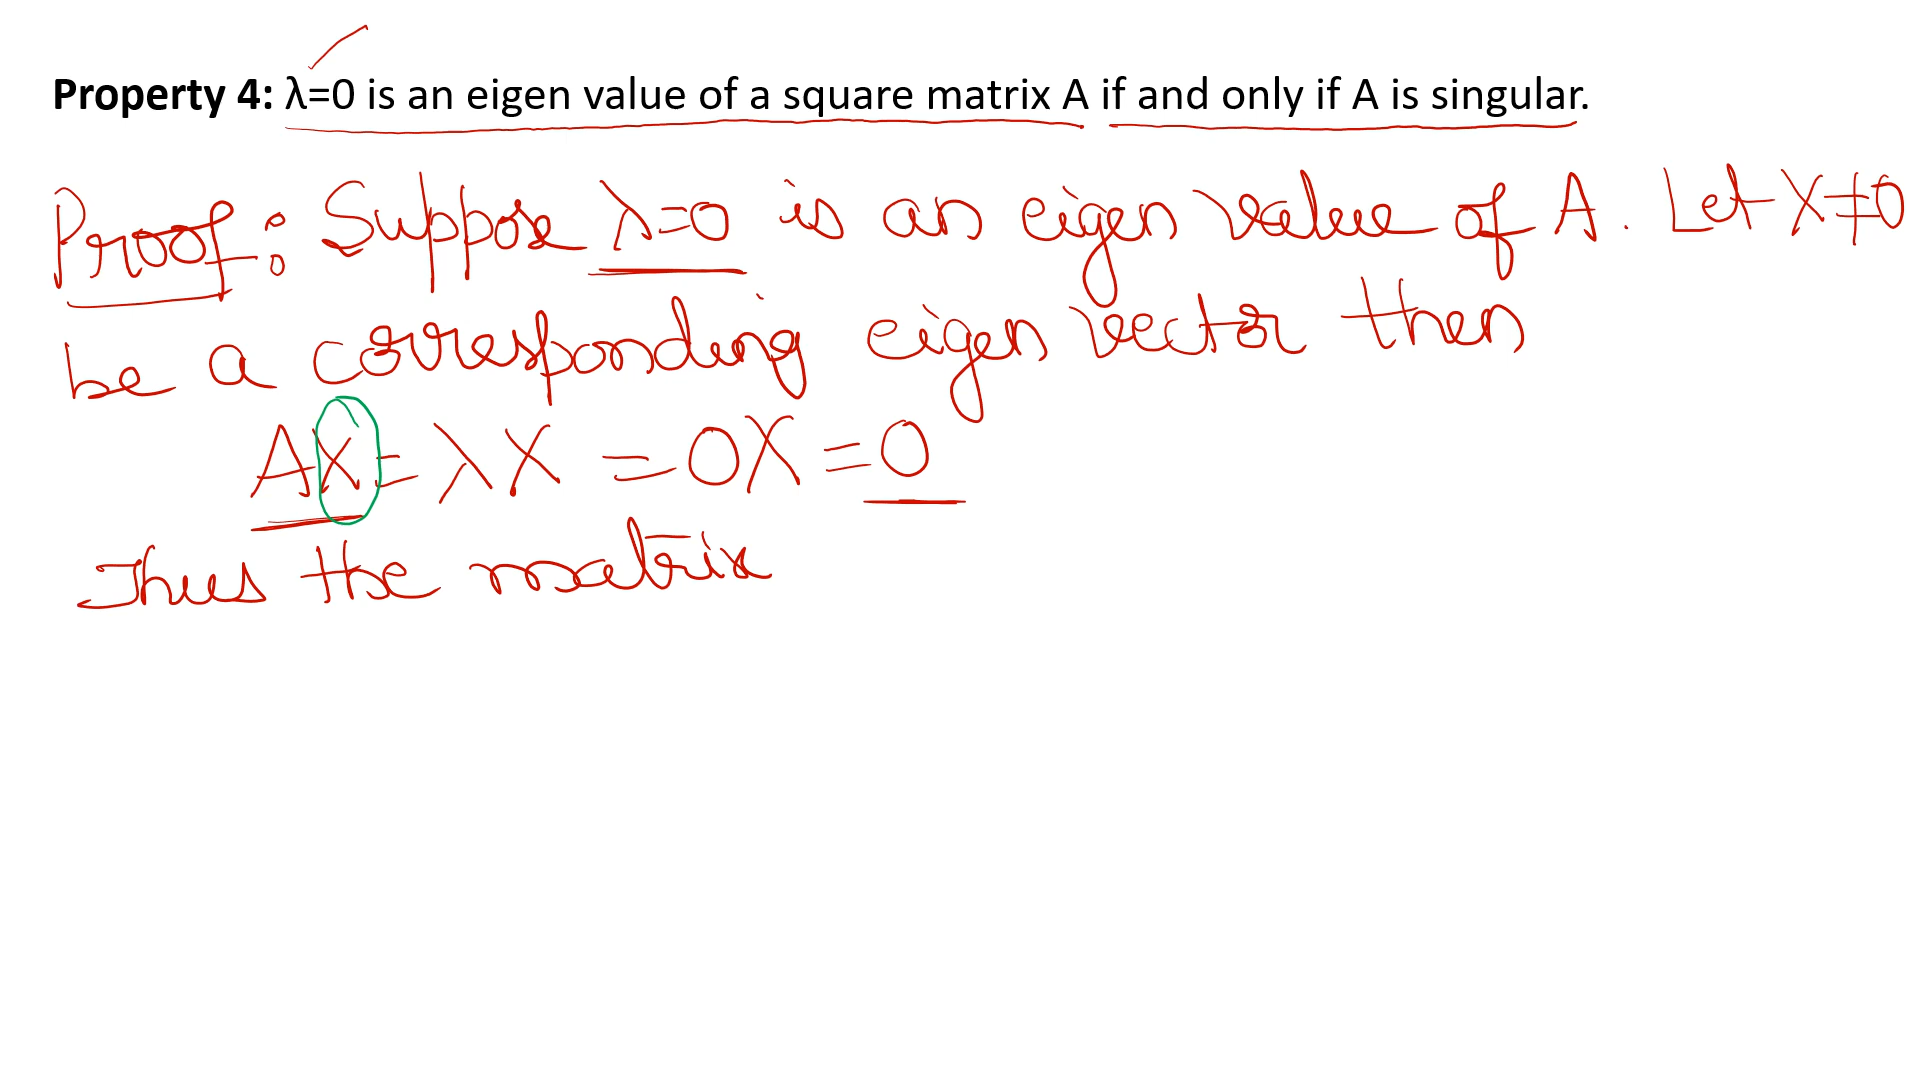 Property 4: λ=0 is an eigen value of a square matrix A if and only if A is singular.
Proof: Suppose λ=0 is an eigen value of A. Let X≠0
be a corresponding eigen vector then
AX = λX = 0X = 0
Thus the matrix